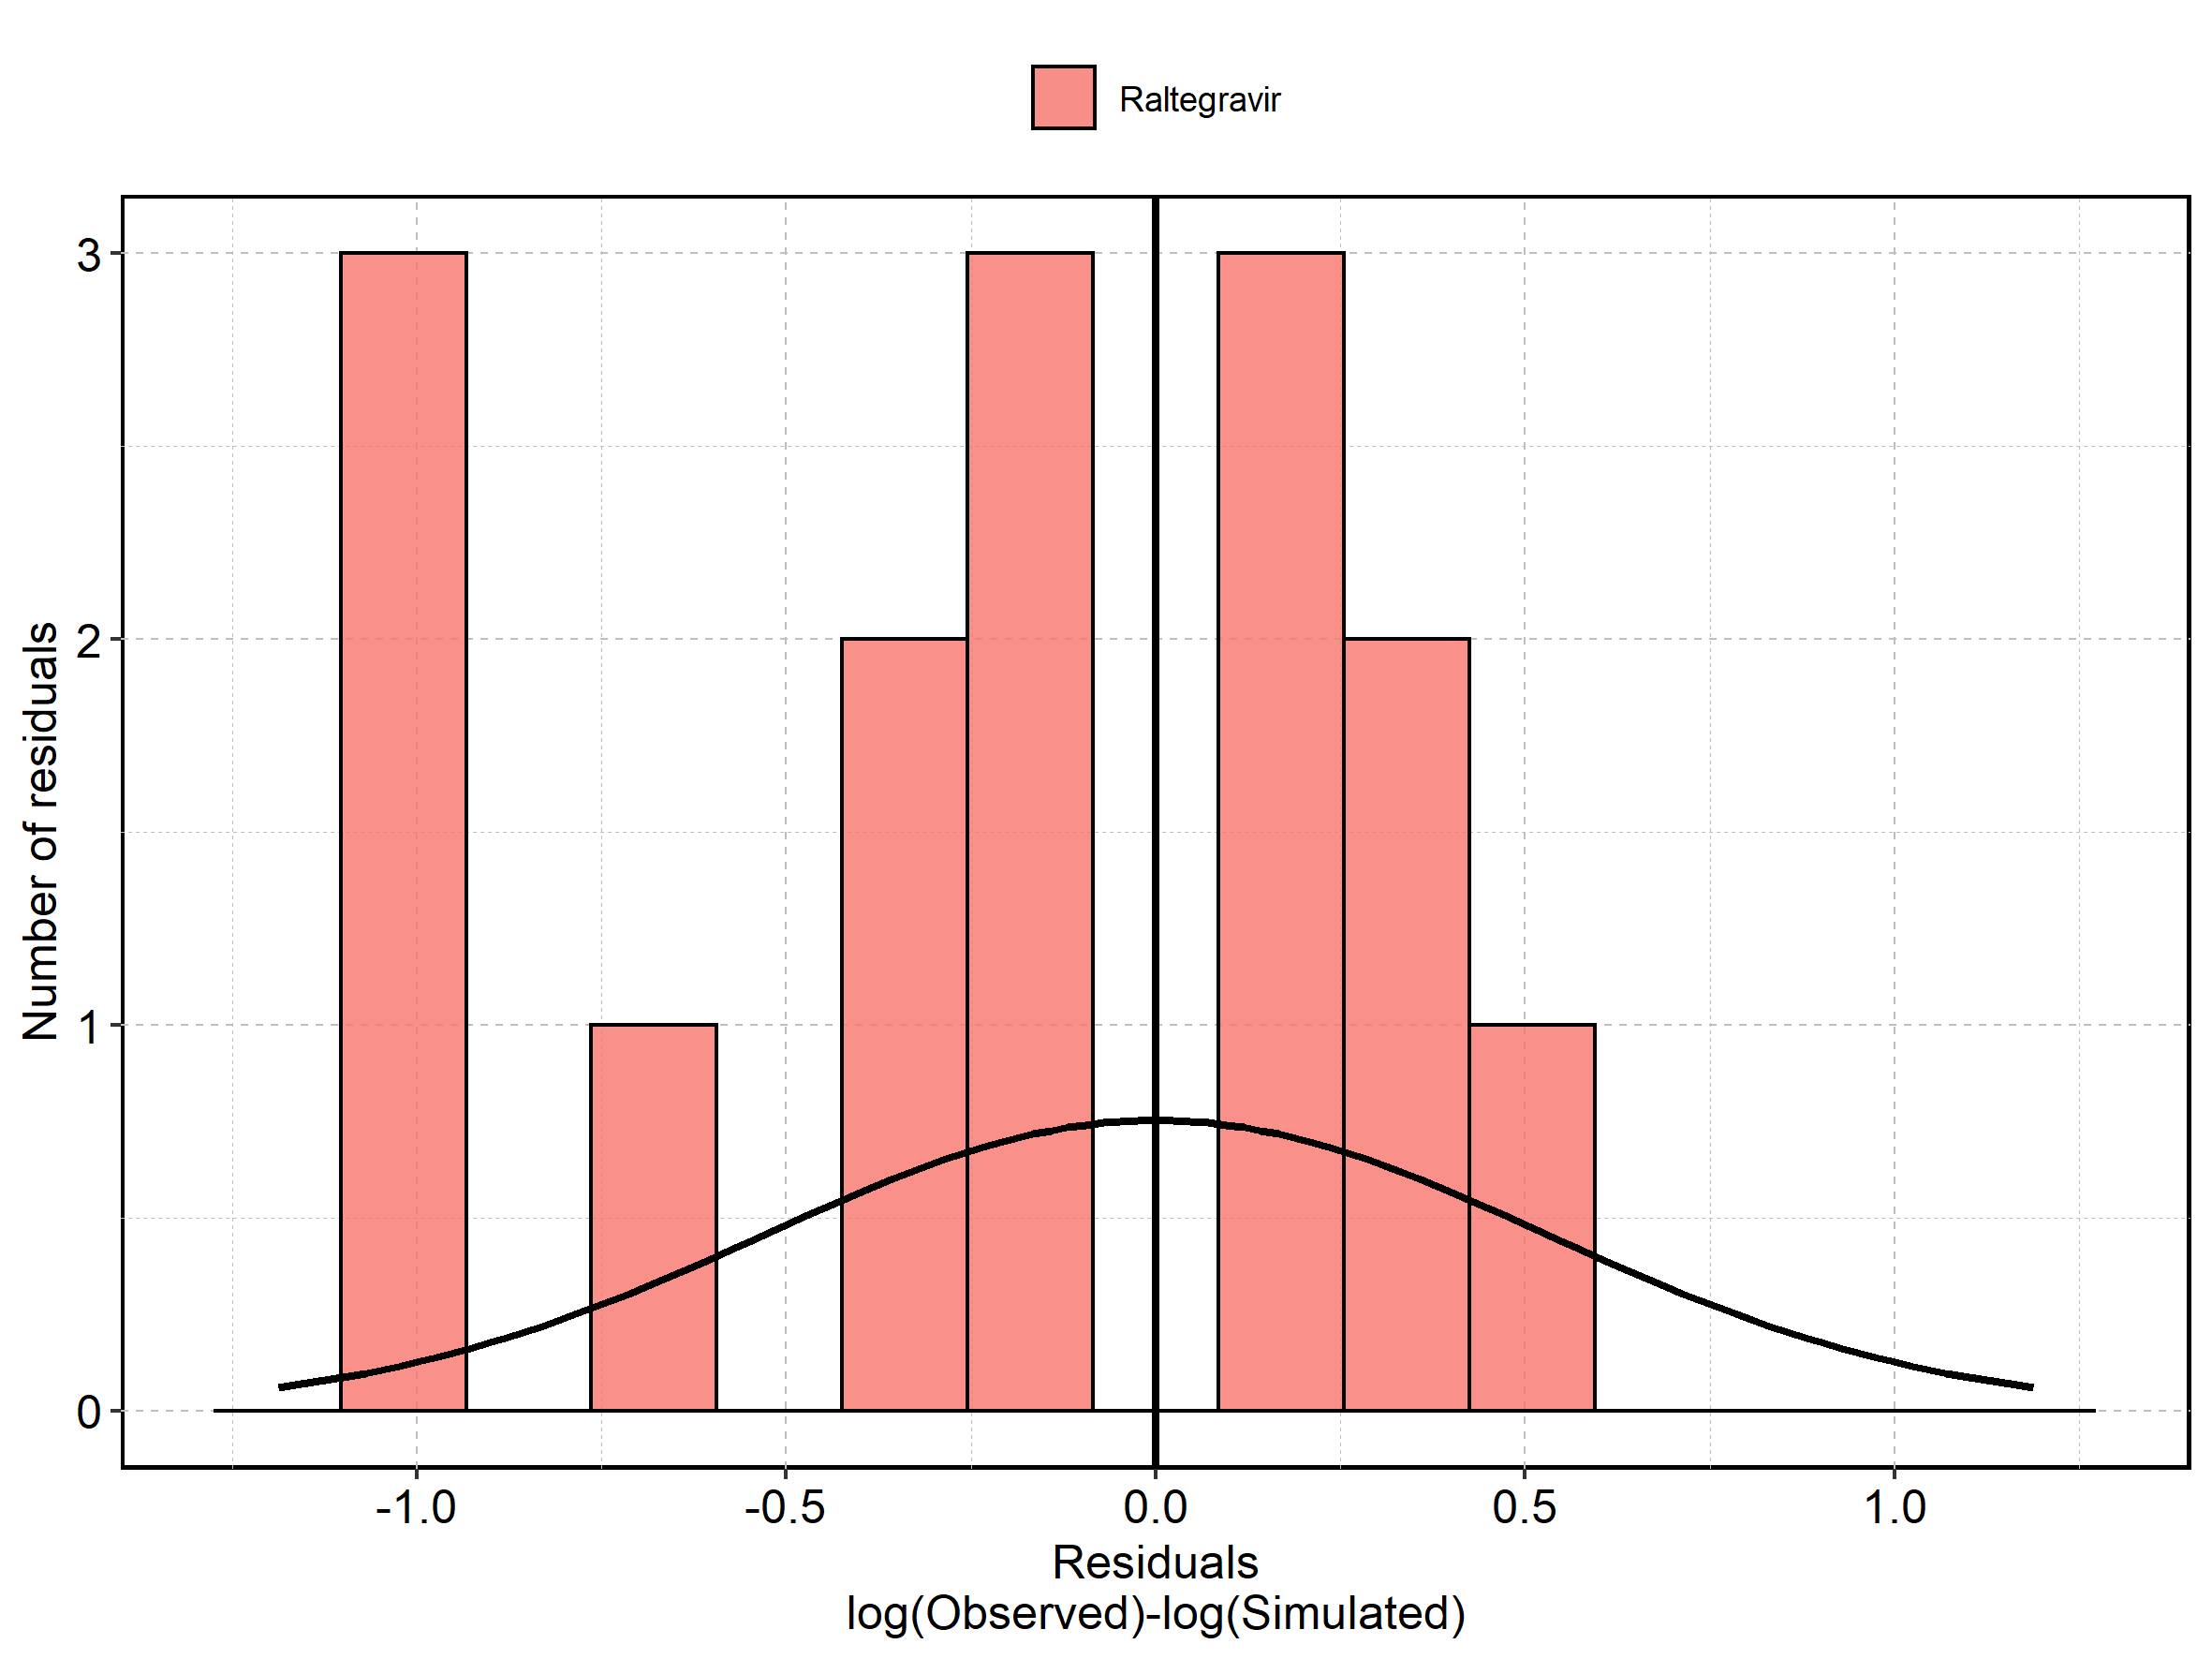 Raltegravir
3
2
1
0
Number of residuals
-1.0 -0.5 0.0 0.5 1.0
Residuals
log(Observed)-log(Simulated)